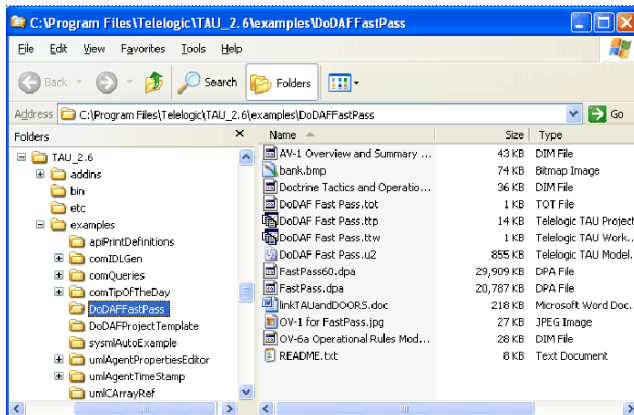 C:\Program Files\Telelogic\TAU_2.6\examples\DoDAFFastPass
File Edit View Favorites Tools Help
Back Search Folders
Address C:\Program Files\Telelogic\TAU_2.6\examples\DoDAFFastPass Go
Folders
TAU_2.6
addins
bin
etc
examples
apiPrintDefinitions
comIDLGen
comQueries
comTipOfTheDay
DoDAFFastPass
DoDAFProjectTemplate
sysmlAutoExample
umlAgentPropertiesEditor
umlAgentTimeStamp
umlCArrayRef
Name Size Type
AV-1 Overview and Summary ... 43 KB DIM File
bank.bmp 74 KB Bitmap Image
Doctrine Tactics and Operatio... 36 KB DIM File
DoDAF Fast Pass.tot 1 KB TOT File
DoDAF Fast Pass.ttp 14 KB Telelogic TAU Project
DoDAF Fast Pass.ttw 1 KB Telelogic TAU Work...
DoDAF Fast Pass.u2 855 KB Telelogic TAU Model.
FastPass60.dpa 29,909 KB DPA File
FastPass.dpa 20,787 KB DPA File
linkTAUandDOORS.doc 218 KB Microsoft Word Doc...
OV-1 for FastPass.jpg 27 KB JPEG Image
OV-6a Operational Rules Mod... 28 KB DIM File
README.txt 8 KB Text Document